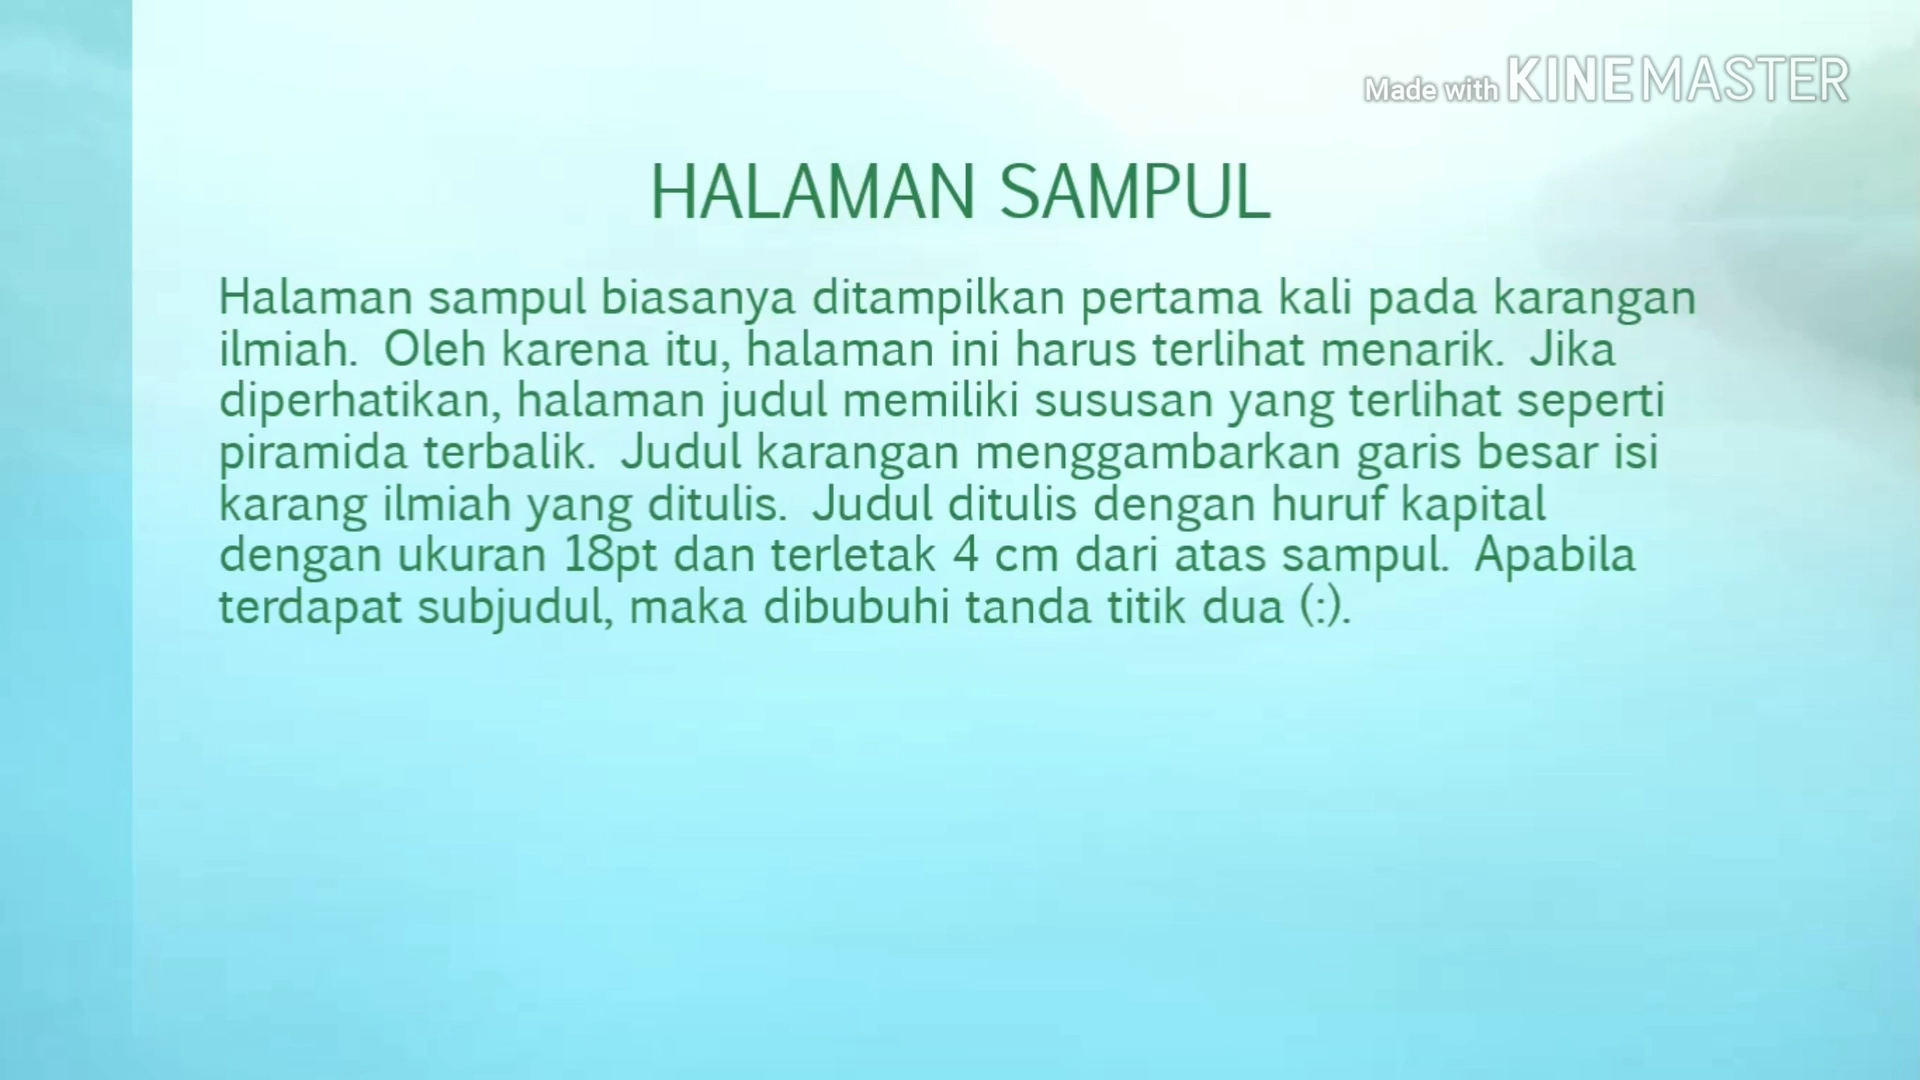 Made with KINEMASTER
HALAMAN SAMPUL
Halaman sampul biasanya ditampilkan pertama kali pada karangan
ilmiah. Oleh karena itu, halaman ini harus terlihat menarik. Jika
diperhatikan, halaman judul memiliki sususan yang terlihat seperti
piramida terbalik. Judul karangan menggambarkan garis besar isi
karang ilmiah yang ditulis. Judul ditulis dengan huruf kapital
dengan ukuran 18pt dan terletak 4 cm dari atas sampul. Apabila
terdapat subjudul, maka dibubuhi tanda titik dua (:).